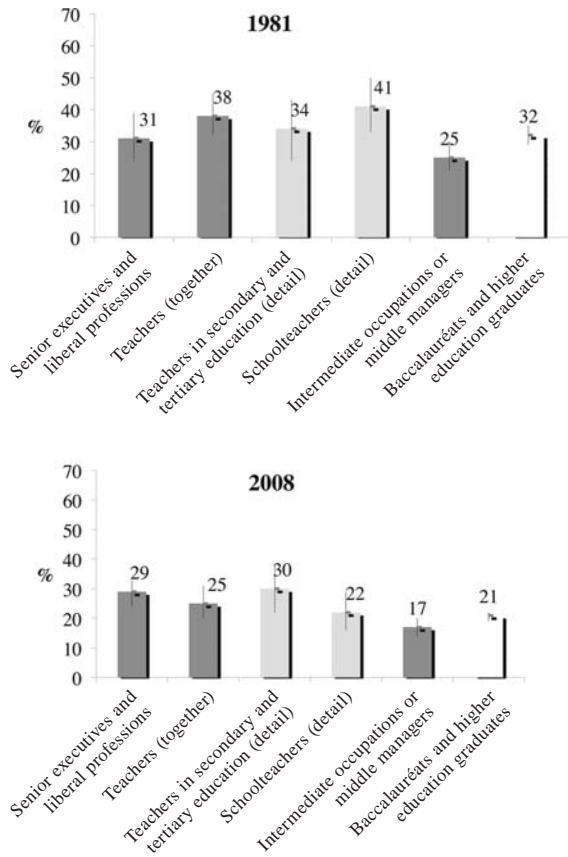 1981
70
60
50
40
30
20
10
0
%
31
38
34
41
25
32
Senior executives and
liberal professions
Teachers (together)
Teachers in secondary and
tertiary education (detail)
Schoolteachers (detail)
Intermediate occupations or
middle managers
Baccalauréats and higher
education graduates
2008
70
60
50
40
30
20
10
0
%
29
25
30
22
17
21
Senior executives and
liberal professions
Teachers (together)
Teachers in secondary and
tertiary education (detail)
Schoolteachers (detail)
Intermediate occupations or
middle managers
Baccalauréats and higher
education graduates